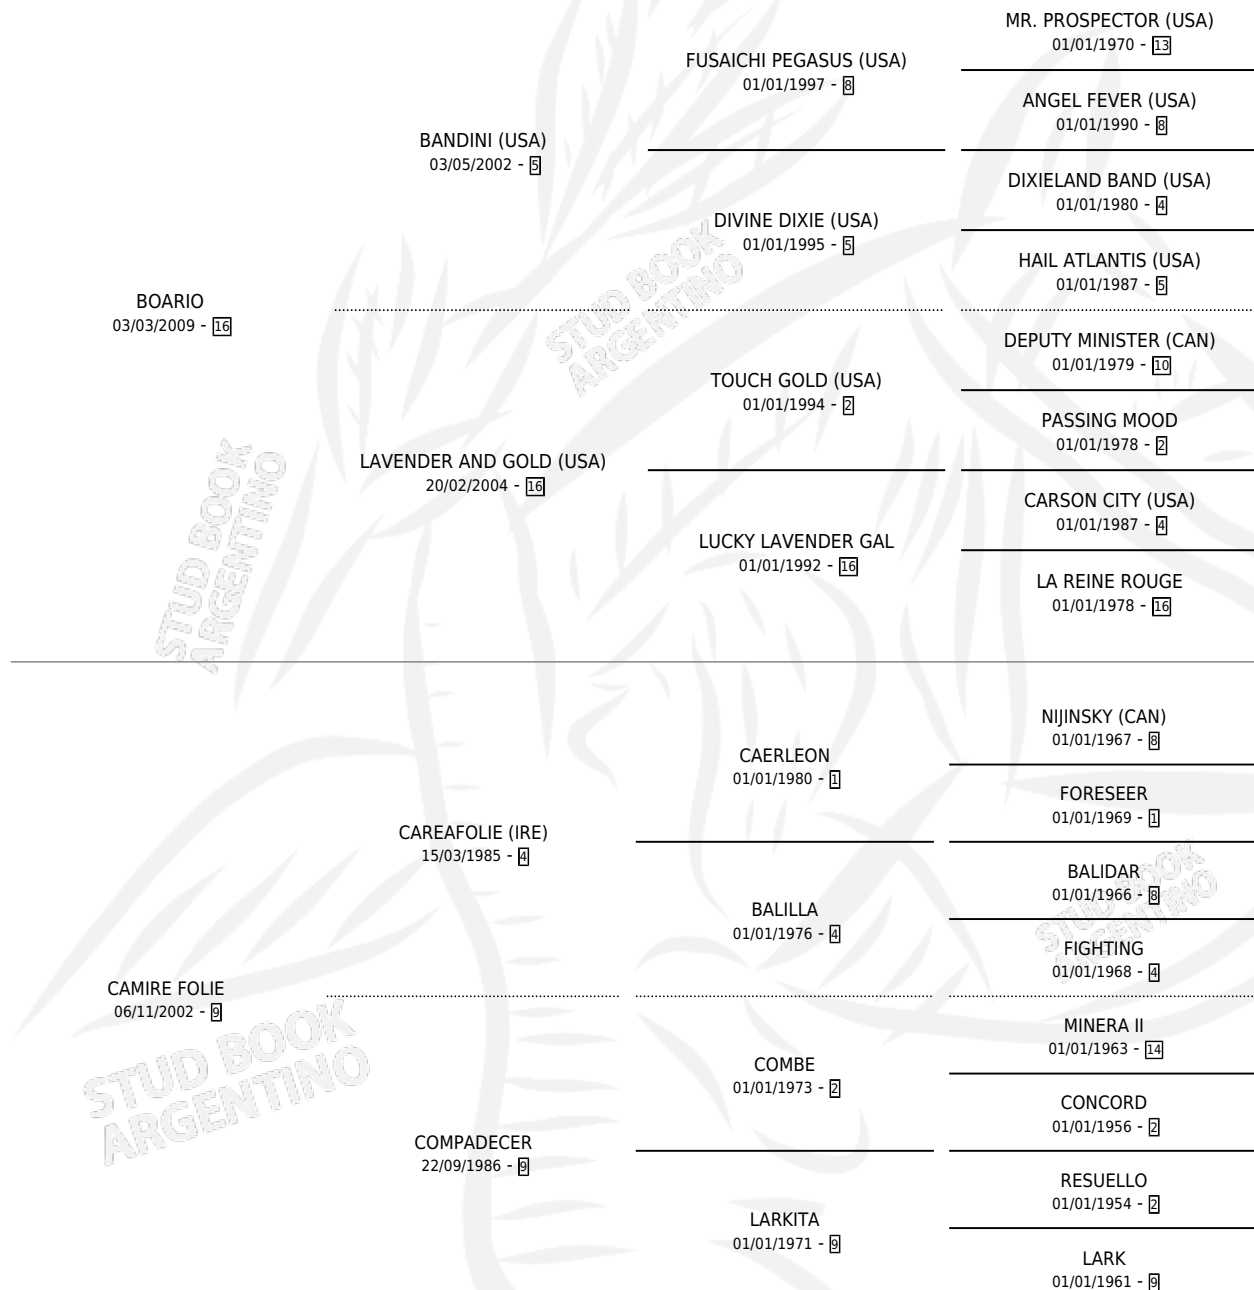 MR. PROSPECTOR (USA)
01/01/1970 - 13
FUSAICHI PEGASUS (USA)
01/01/1997 - 8
ANGEL FEVER (USA)
01/01/1990 - 8
BANDINI (USA)
03/05/2002 - 5
DIXIELAND BAND (USA)
01/01/1980 - 4
DIVINE DIXIE (USA)
01/01/1995 - 5
HAIL ATLANTIS (USA)
01/01/1987 - 5
BOARIO
03/03/2009 - 16
STUD BOOK
ARGENTINO
DEPUTY MINISTER (CAN)
01/01/1979 - 10
TOUCH GOLD (USA)
01/01/1994 - 2
PASSING MOOD
01/01/1978 - 2
LAVENDER AND GOLD (USA)
20/02/2004 - 16
CARSON CITY (USA)
01/01/1987 - 4
LUCKY LAVENDER GAL
01/01/1992 - 16
LA REINE ROUGE
01/01/1978 - 16
STUD BOOK
ARGENTINO
NIJINSKY (CAN)
01/01/1967 - 8
CAERLEON
01/01/1980 - 1
FORESEER
01/01/1969 - 1
CAREAFOLIE (IRE)
15/03/1985 - 4
BALIDAR
01/01/1966 - 8
BALILLA
01/01/1976 - 4
FIGHTING
01/01/1968 - 4
STUD BOOK
ARGENTINO
CAMIRE FOLIE
06/11/2002 - 9
MINERA II
01/01/1963 - 14
COMBE
01/01/1973 - 2
CONCORD
01/01/1956 - 2
STUD BOOK
ARGENTINO
COMPADECER
22/09/1986 - 9
RESUELLO
01/01/1954 - 2
LARKITA
01/01/1971 - 9
LARK
01/01/1961 - 9